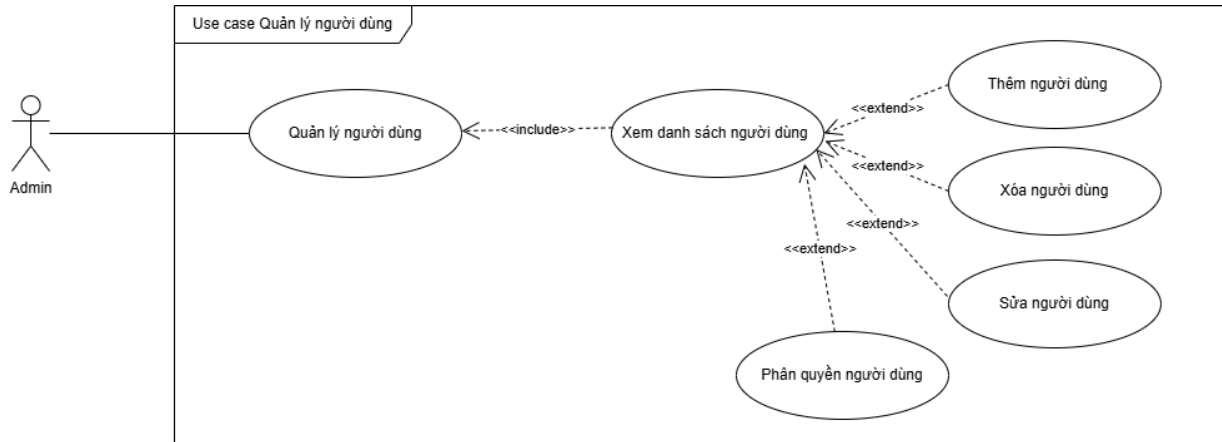 Use case Quản lý người dùng
Thêm người dùng
<<extend>>
Quản lý người dùng
<<include>>
Xem danh sách người dùng
<<extend>>
Xóa người dùng
Admin
<<extend>>
<<extend>>
Sửa người dùng
Phân quyền người dùng